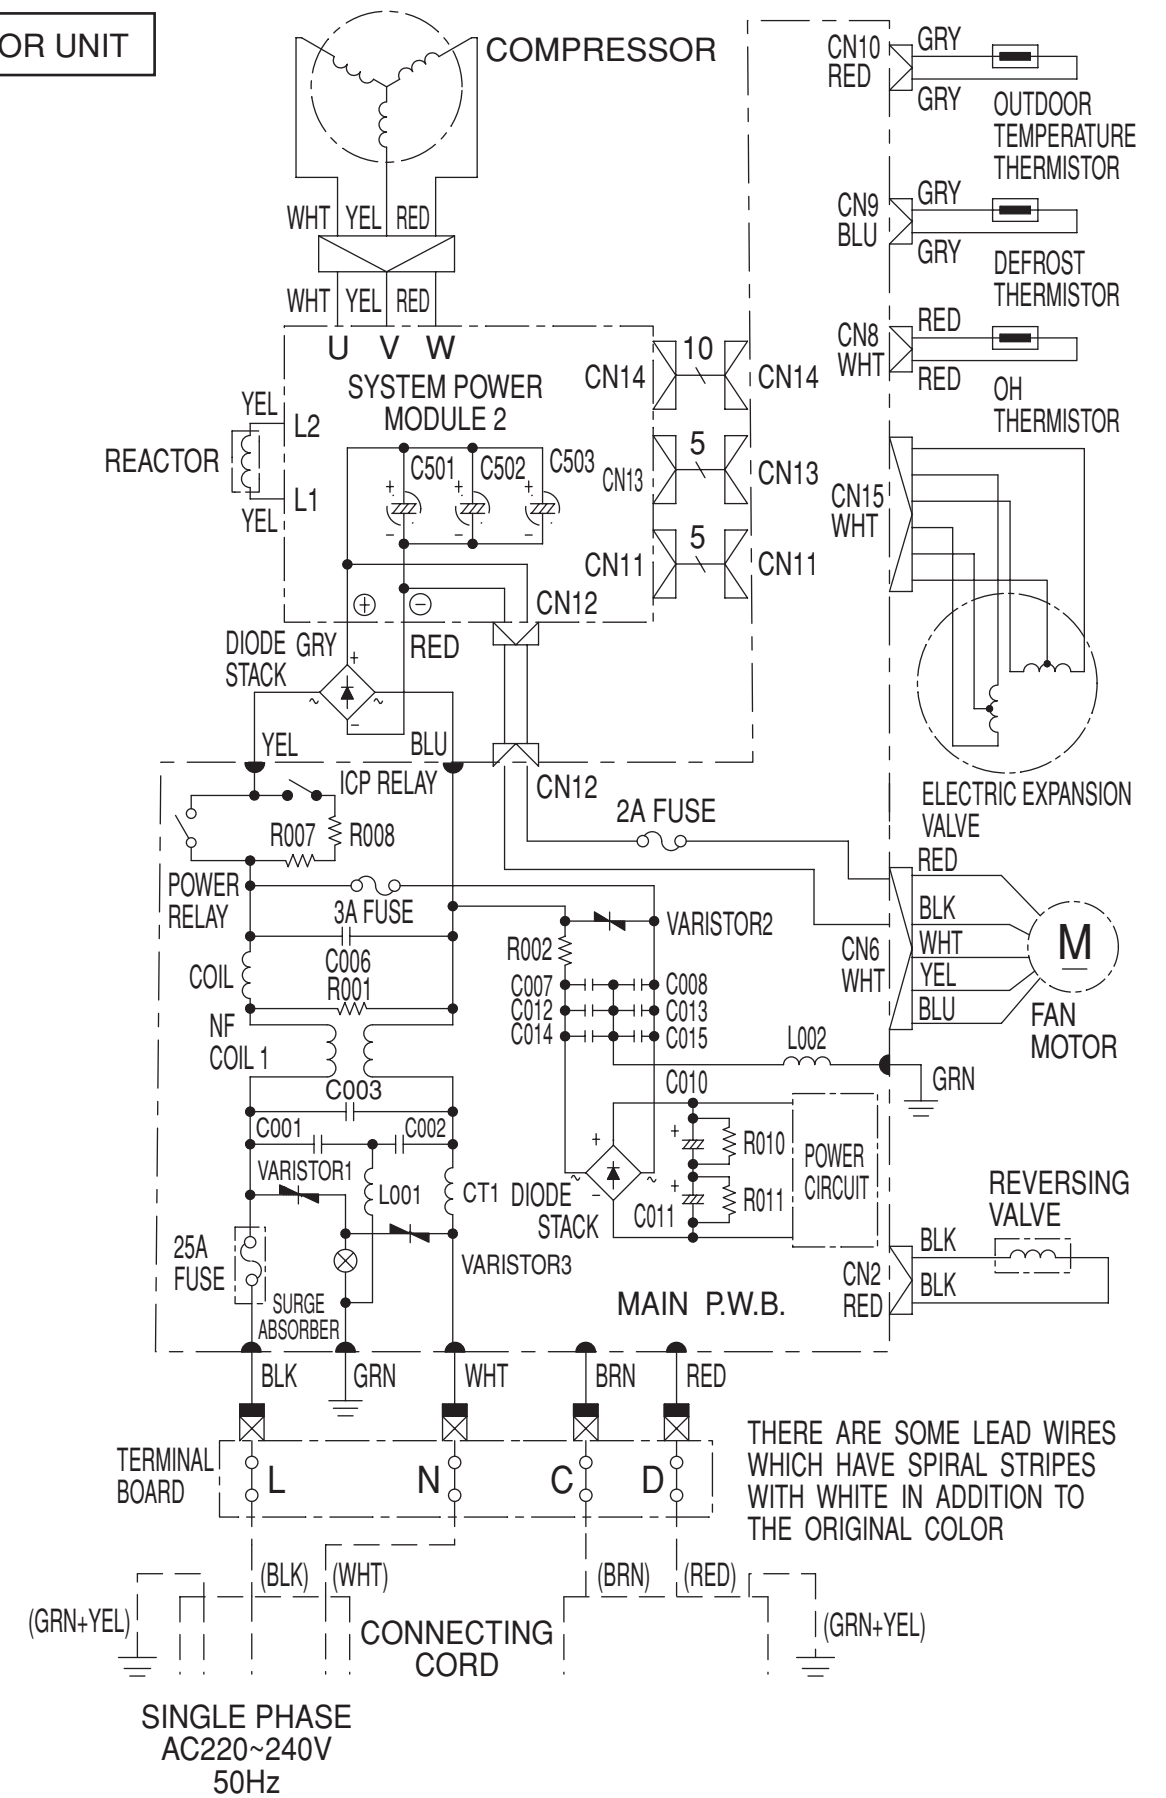 OR UNIT
COMPRESSOR
WHT YEL RED
WHT YEL RED
U V W
SYSTEM POWER
MODULE 2
YEL
L2
REACTOR
L1
YEL
C501
C502
C503
+ + +
− − −
CN14
10
CN14
CN13
5
CN13
CN11
5
CN11
+
−
CN12
DIODE
STACK
GRY
RED
+
~ ~
−
YEL
BLU
ICP RELAY
CN12
R007
R008
2A FUSE
POWER
RELAY
3A FUSE
C006
R001
COIL
NF
COIL 1
C003
C001
C002
VARISTOR1
L001
CT1
VARISTOR3
25A
FUSE
SURGE
ABSORBER
VARISTOR2
R002
C007
C008
C012
C013
C014
C015
L002
GRN
C010
+
R010
+
R011
C011
DIODE
STACK
+
~ ~
−
POWER
CIRCUIT
MAIN P.W.B.
CN10
RED
GRY
GRY
OUTDOOR
TEMPERATURE
THERMISTOR
CN9
BLU
GRY
GRY
DEFROST
THERMISTOR
CN8
WHT
RED
RED
OH
THERMISTOR
CN15
WHT
ELECTRIC EXPANSION
VALVE
CN6
WHT
RED
BLK
WHT
YEL
BLU
M
FAN
MOTOR
REVERSING
VALVE
CN2
RED
BLK
BLK
BLK
GRN
WHT
BRN
RED
TERMINAL
BOARD
L N C D
THERE ARE SOME LEAD WIRES
WHICH HAVE SPIRAL STRIPES
WITH WHITE IN ADDITION TO
THE ORIGINAL COLOR
(BLK) (WHT) (BRN) (RED)
(GRN+YEL)
(GRN+YEL)
CONNECTING
CORD
SINGLE PHASE
AC220~240V
50Hz